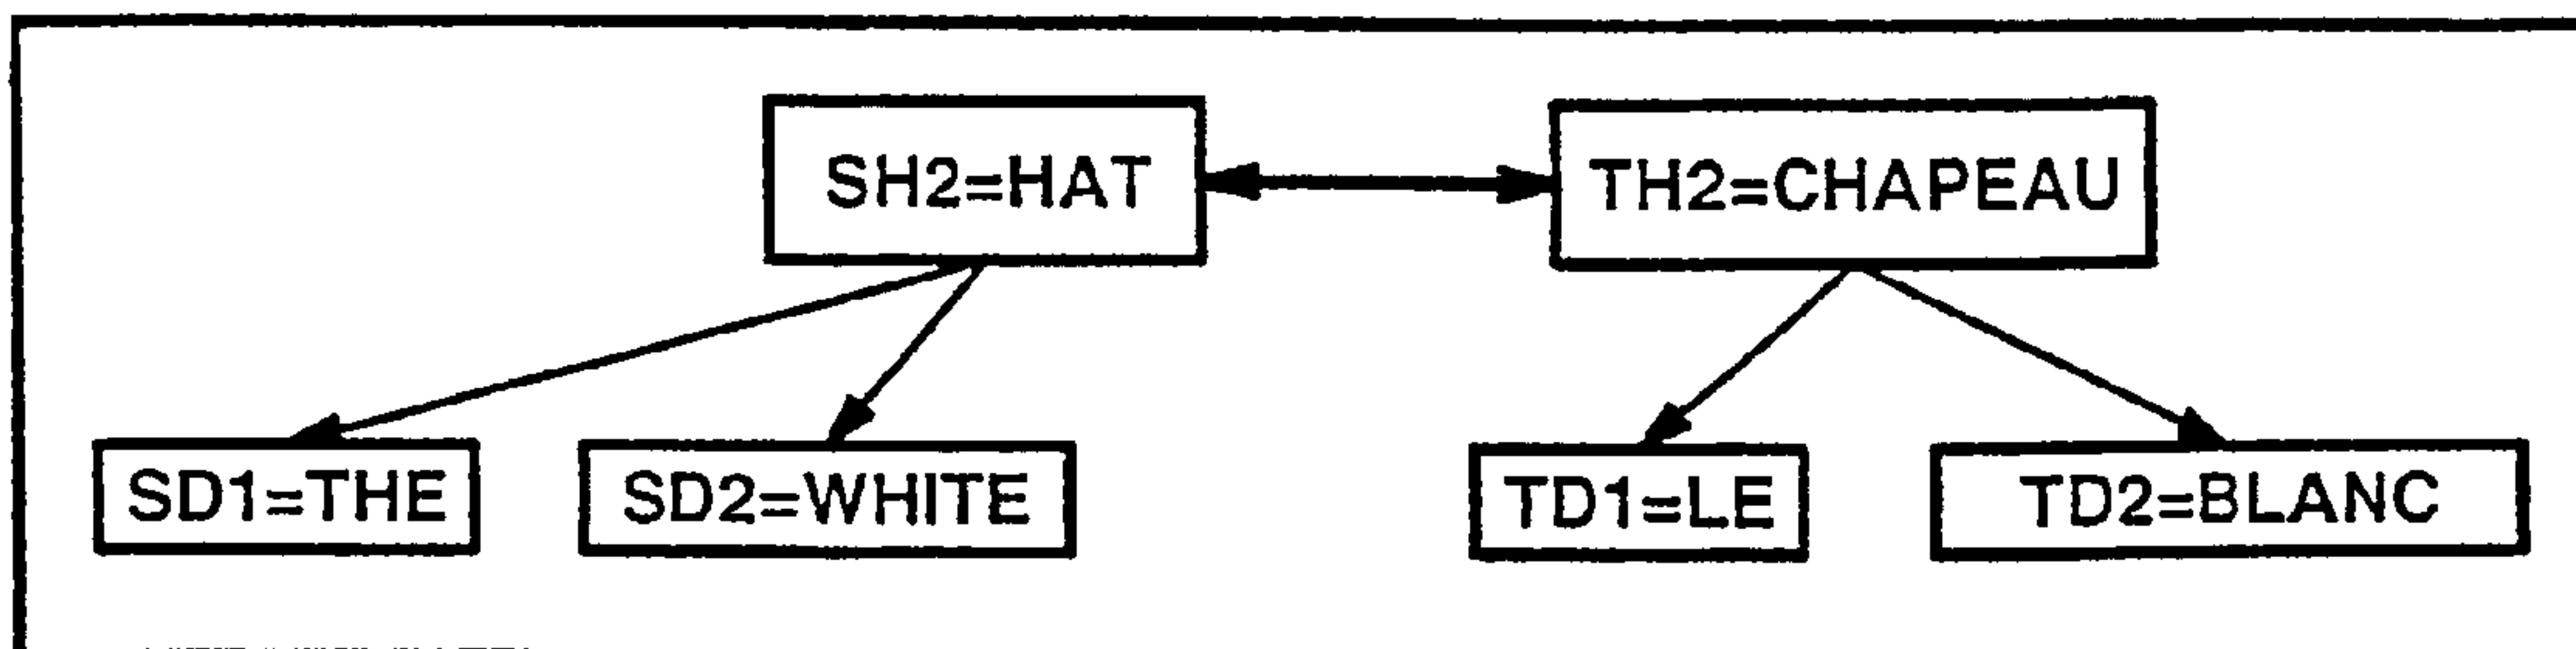 SH2=HAT
TH2=CHAPEAU
SD1=THE
SD2=WHITE
TD1=LE
TD2=BLANC